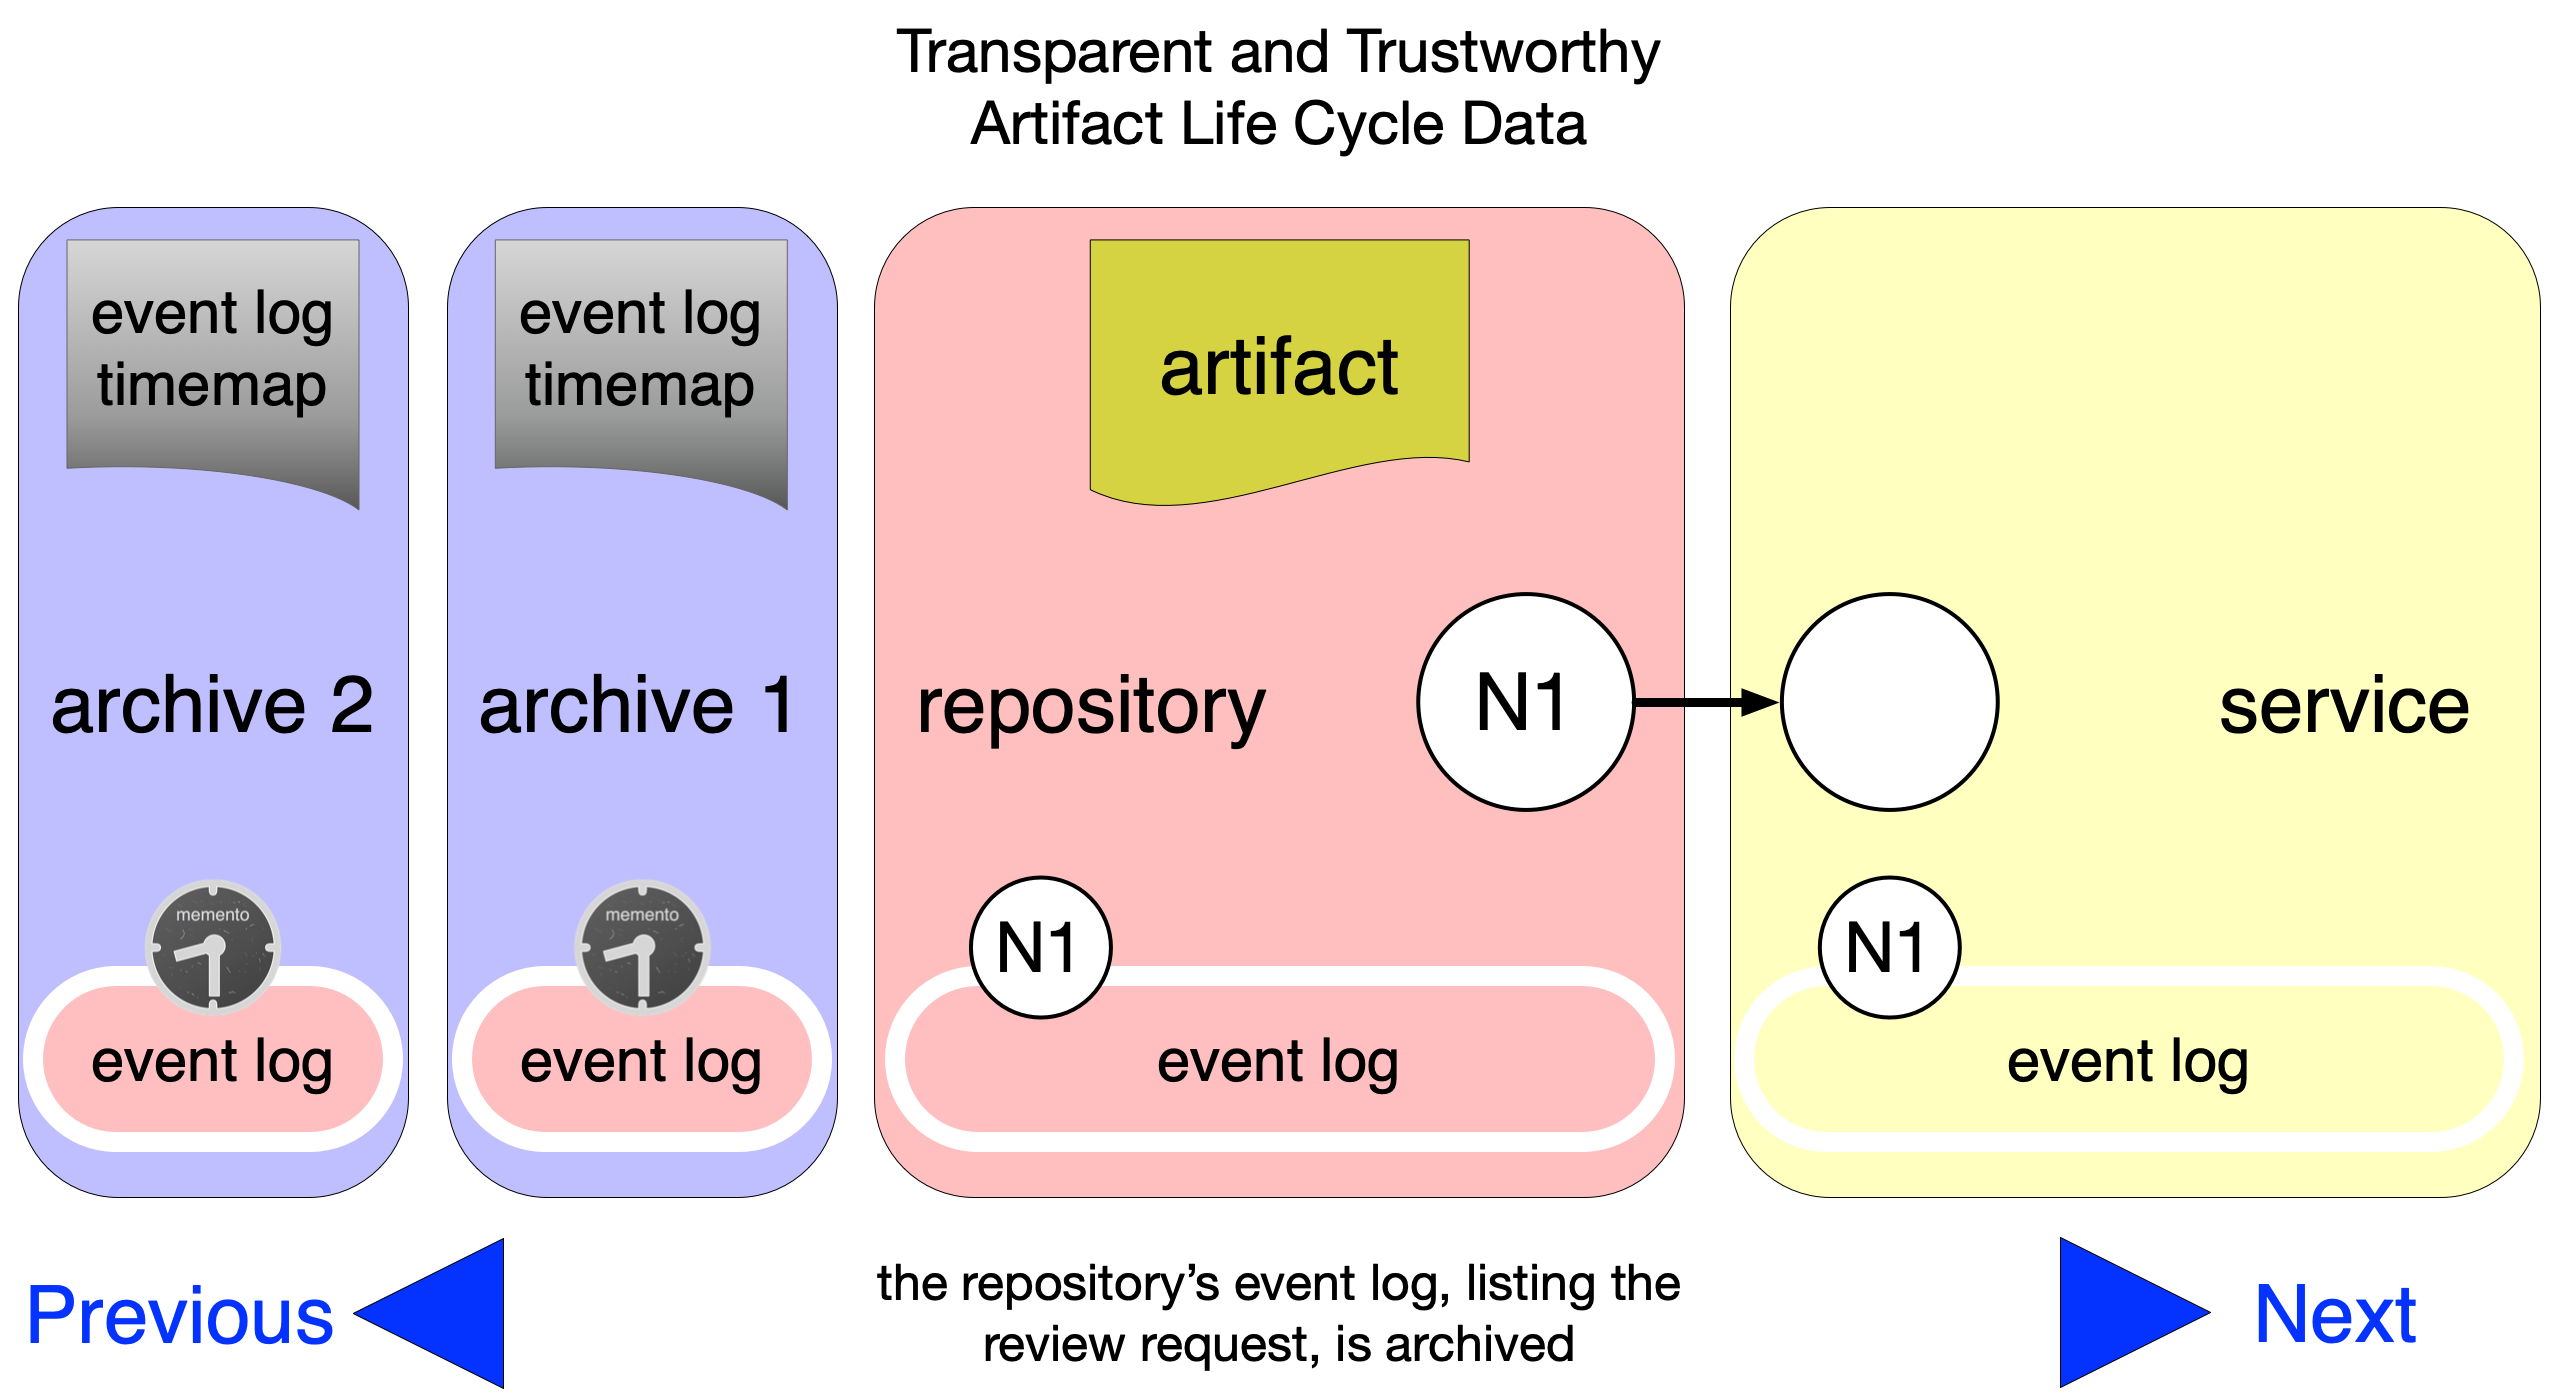 Transparent and Trustworthy
Artifact Life Cycle Data
event log
timemap
event log
timemap
artifact
archive 2
archive 1
repository
N1
service
memento
memento
N1
N1
event log
event log
event log
event log
the repository’s event log, listing the
review request, is archived
Previous
Next